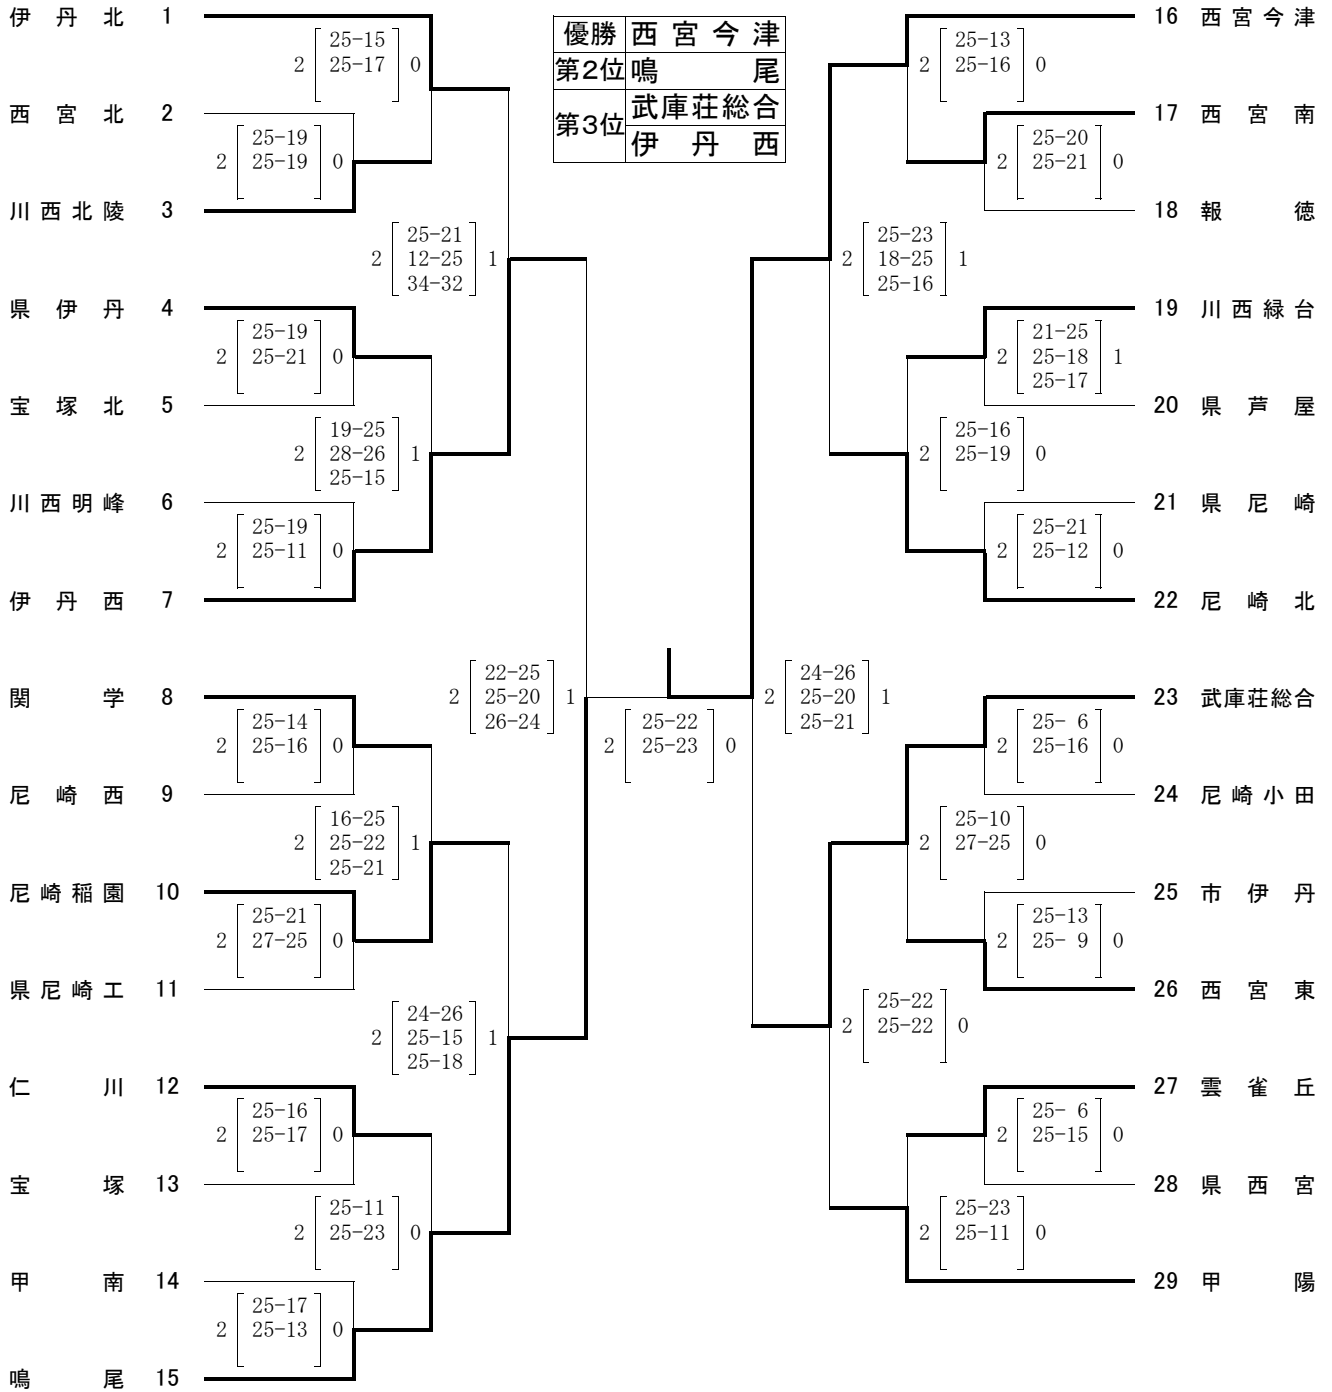 優勝 西宮今津
第2位 鳴尾
第3位 武庫荘総合
伊丹西
伊丹北 1
2 25-15 0
25-17
西宮北 2
2 25-19 0
25-19
川西北陵 3
2 25-21 1
12-25
34-32
県伊丹 4
2 25-19 0
25-21
宝塚北 5
2 19-25 1
28-26
25-15
川西明峰 6
2 25-19 0
25-11
伊丹西 7
2 22-25 1
25-20
26-24
関学 8
2 25-14 0
25-16
尼崎西 9
2 16-25 1
25-22
25-21
尼崎稲園 10
2 25-21 0
27-25
県尼崎工 11
2 24-26 1
25-15
25-18
仁川 12
2 25-16 0
25-17
宝塚 13
2 25-11 0
25-23
甲南 14
2 25-17 0
25-13
鳴尾 15
2 25-22 0
25-23
16 西宮今津
2 25-13 0
25-16
17 西宮南
2 25-20 0
25-21
18 報徳
2 25-23 1
18-25
25-16
19 川西緑台
2 21-25 1
25-18
25-17
20 県芦屋
2 25-16 0
25-19
21 県尼崎
2 25-21 0
25-12
22 尼崎北
2 24-26 1
25-20
25-21
23 武庫荘総合
2 25- 6 0
25-16
24 尼崎小田
2 25-10 0
27-25
25 市伊丹
2 25-13 0
25- 9
26 西宮東
2 25-22 0
25-22
27 雲雀丘
2 25- 6 0
25-15
28 県西宮
2 25-23 0
25-11
29 甲陽